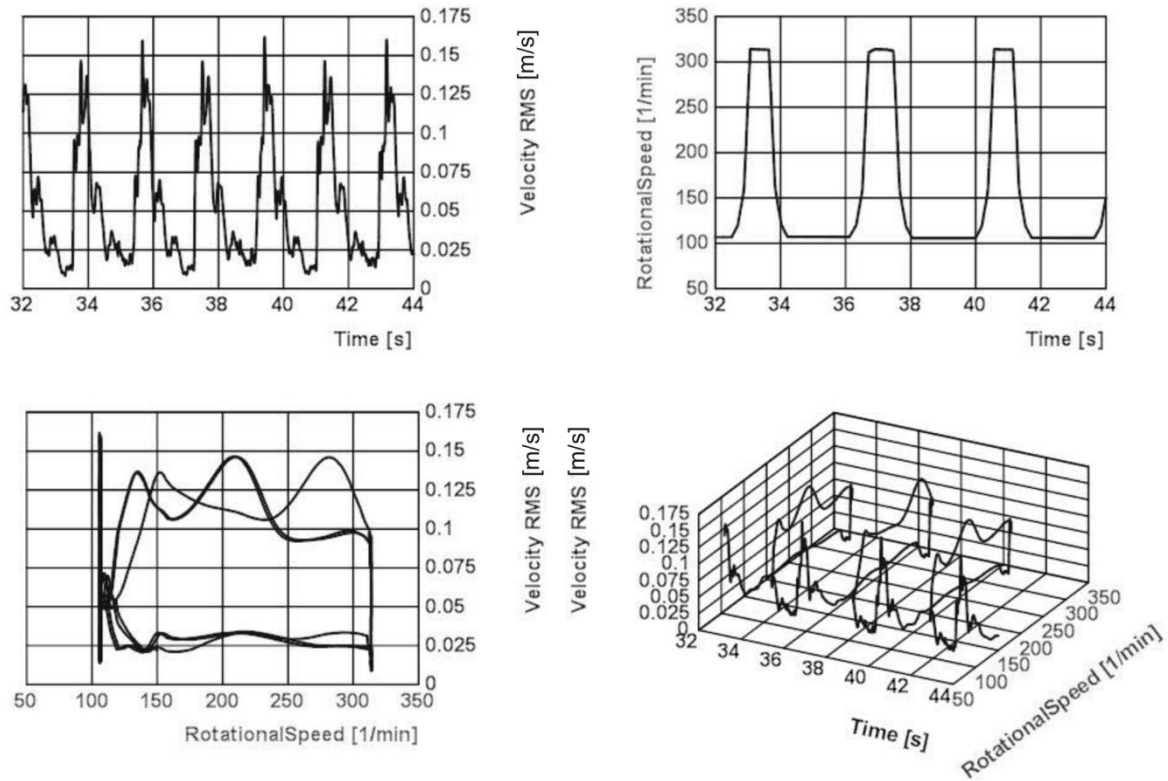 0.175
0.15
0.125
0.1
0.075
0.05
0.025
0
32 34 36 38 40 42 44
Velocity RMS [m/s]
Time [s]
350
300
250
200
150
100
50
32 34 36 38 40 42 44
RotationalSpeed [1/min]
Time [s]
0.175
0.15
0.125
0.1
0.075
0.05
0.025
0
50 100 150 200 250 300 350
Velocity RMS [m/s]
RotationalSpeed [1/min]
Velocity RMS [m/s]
0.175
0.15
0.125
0.1
0.075
0.05
0.025
0
32 34 36 38 40 42 44
50 100 150 200 250 300 350
Time [s]
RotationalSpeed [1/min]